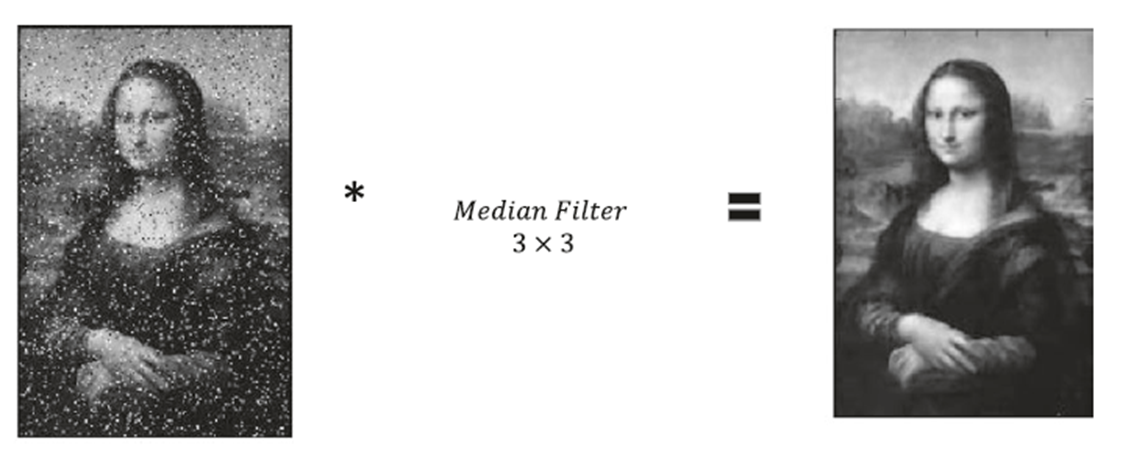 *
Median Filter
3 × 3
=